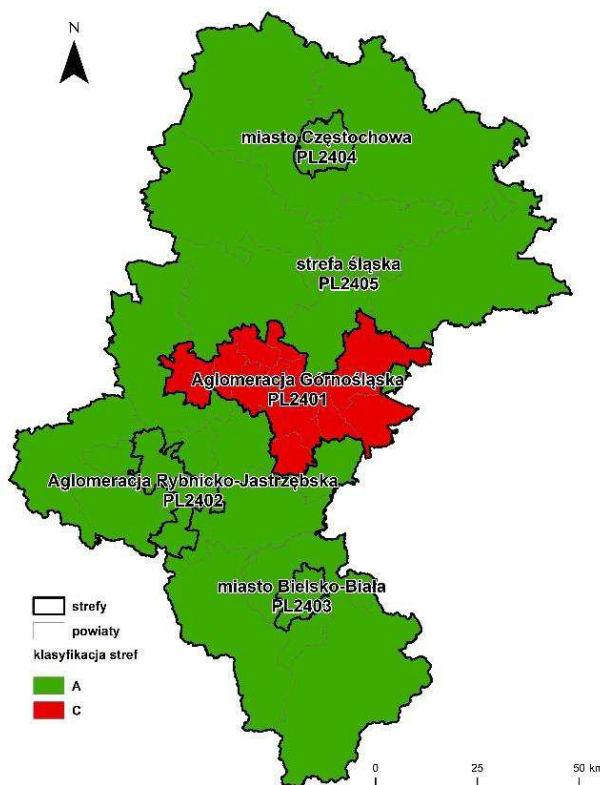 N
miasto Częstochowa
PL2404
strefa śląska
PL2405
Aglomeracja Górnośląska
PL2401
Aglomeracja Rybnicko-Jastrzębska
PL2402
miasto Bielsko-Biała
PL2403
strefy
powiaty
klasyfikacja stref
A
C
0 25 50 km